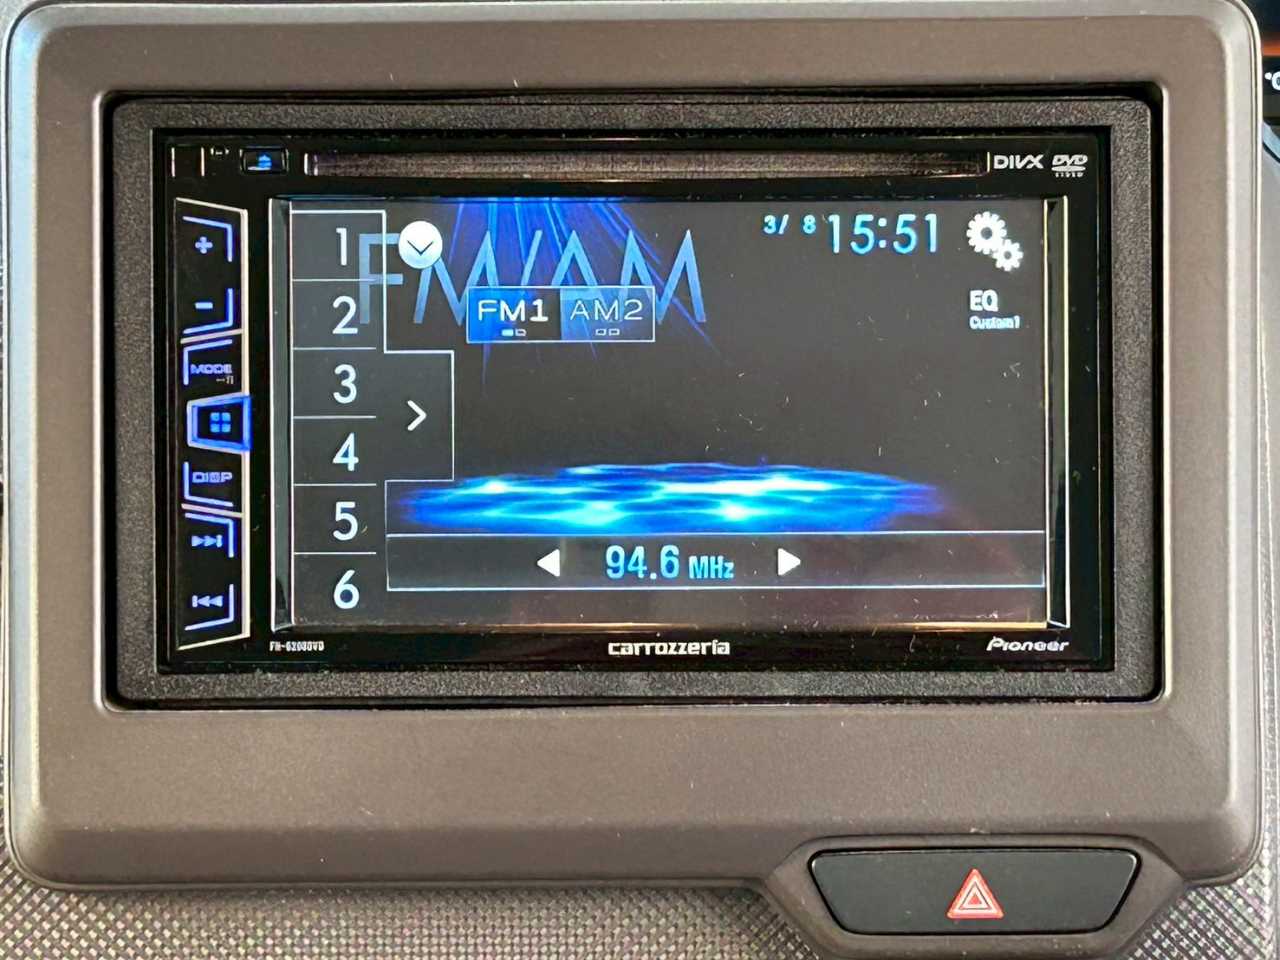 DIVX DVD
VIDEO
3/ 8 15:51
FM/AM
FM1 AM2
EQ
Custom1
1
2
3
4
5
6
94.6 MHz
+
-
MODE
DISP
carrozzeria
Pioneer
°C